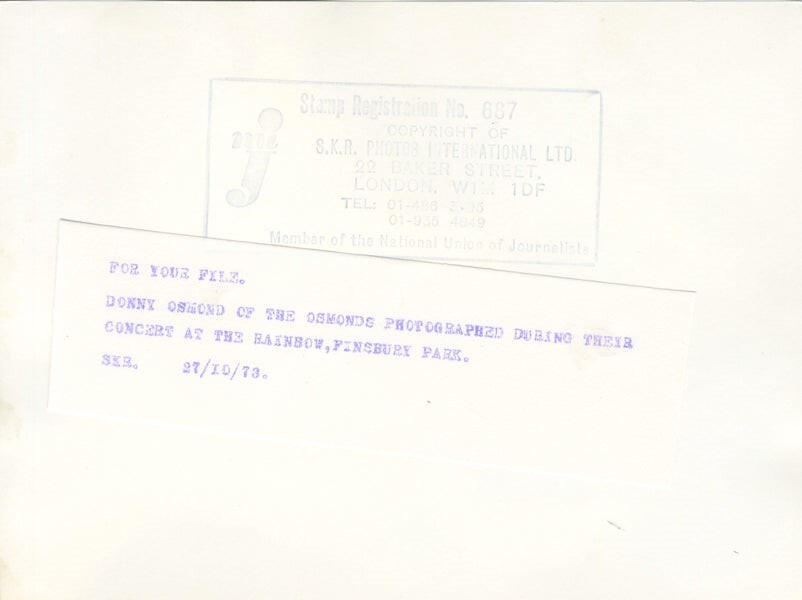 Stamp Registration No. 687
nuj
COPYRIGHT OF
S.K.R. PHOTOS INTERNATIONAL LTD.
22 BAKER STREET,
LONDON, W1M 1DF
TEL: 01-486
01-935 4849
Member of the National Union of Journalists
FOR YOUR FILE.
DONNY OSMOND OF THE OSMONDS PHOTOGRAPHED DURING THEIR
CONCERT AT THE RAINBOW,FINSBURY PARK.
SKR. 27/10/73.